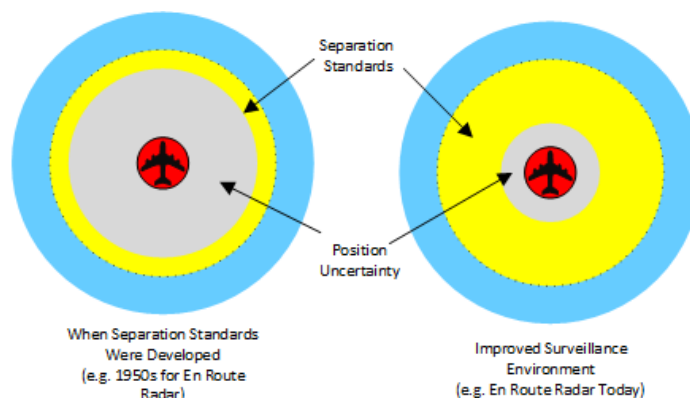 Separation
Standards
Position
Uncertainty
When Separation Standards
Were Developed
(e.g. 1950s for En Route
Radar)
Improved Surveillance
Environment
(e.g. En Route Radar Today)